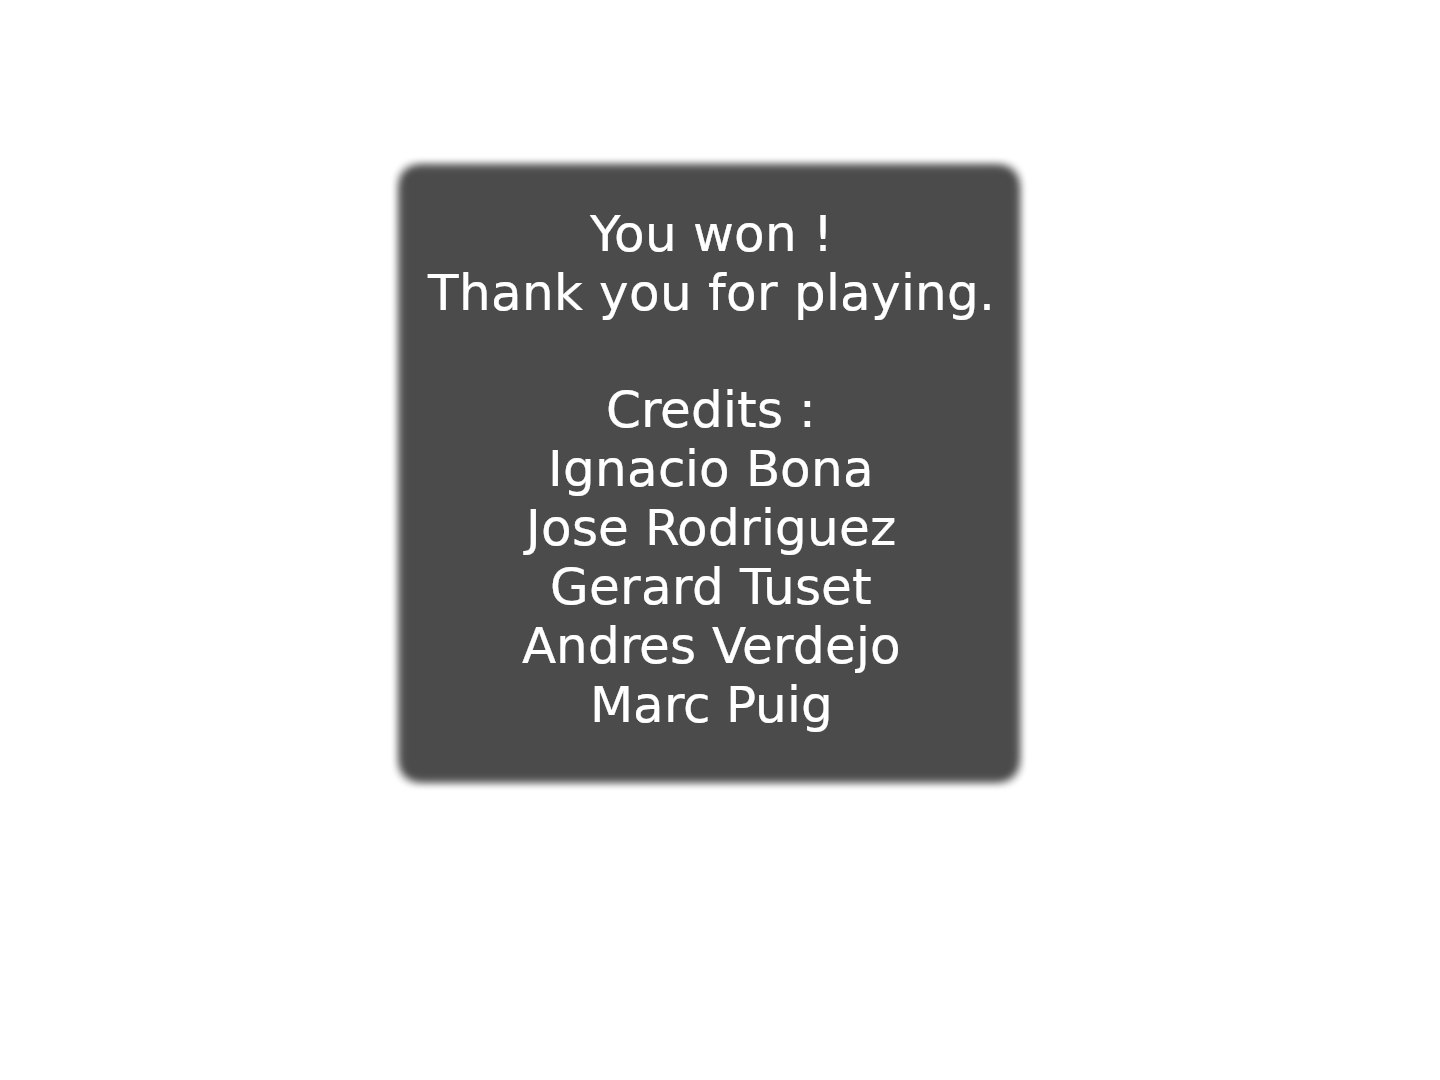 You won !
Thank you for playing.
Credits :
Ignacio Bona
Jose Rodriguez
Gerard Tuset
Andres Verdejo
Marc Puig